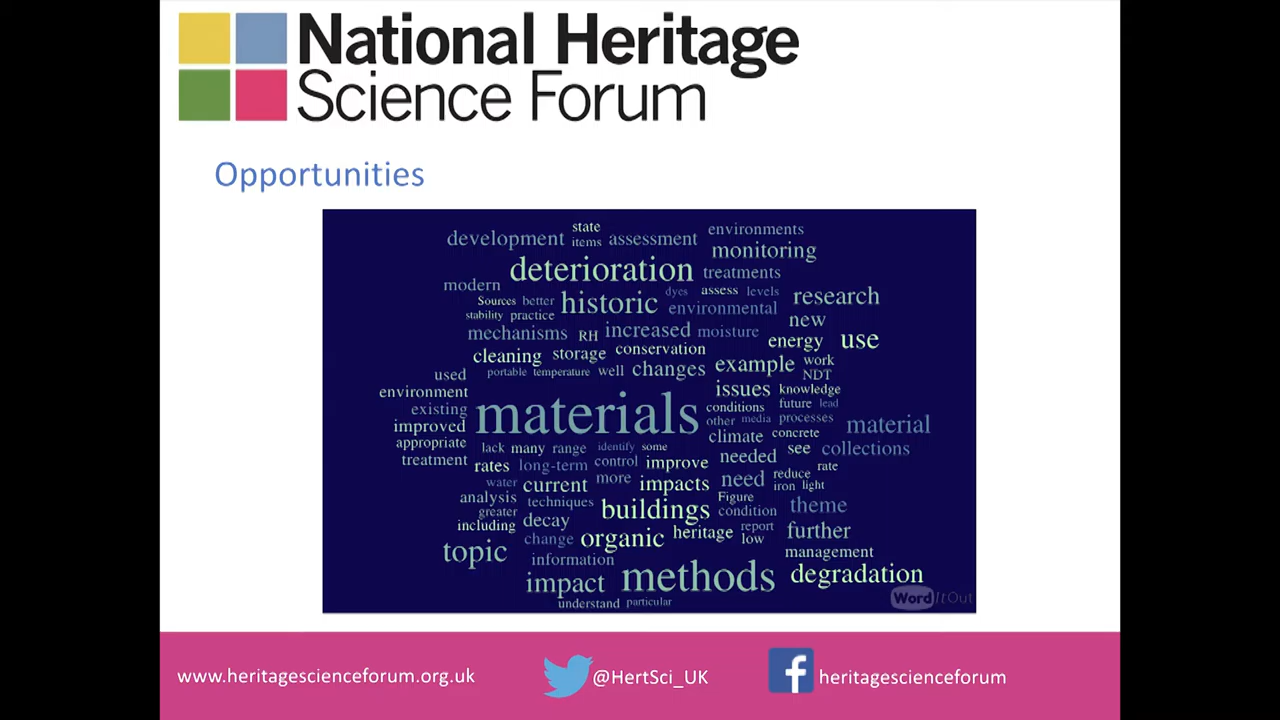 National Heritage
Science Forum
Opportunities
state
environments
development items assessment
monitoring
deterioration treatments
modern dyes assess levels
Sources better historic environmental research
stability practice new
mechanisms RH increased moisture
energy use
cleaning storage conservation
example work
portable temperature well changes
used NDT
environment issues knowledge
existing materials conditions future lead
improved other media processes material
appropriate climate concrete
lack many range identify some see collections
treatment rates long-term control improve needed
reduce rate
water current more impacts need iron light
analysis techniques Figure
greater buildings condition theme
including decay
change organic heritage report low further
topic information management
impact methods degradation
understand particular
WordItOut
www.heritagescienceforum.org.uk
@HertSci_UK
f heritagescienceforum